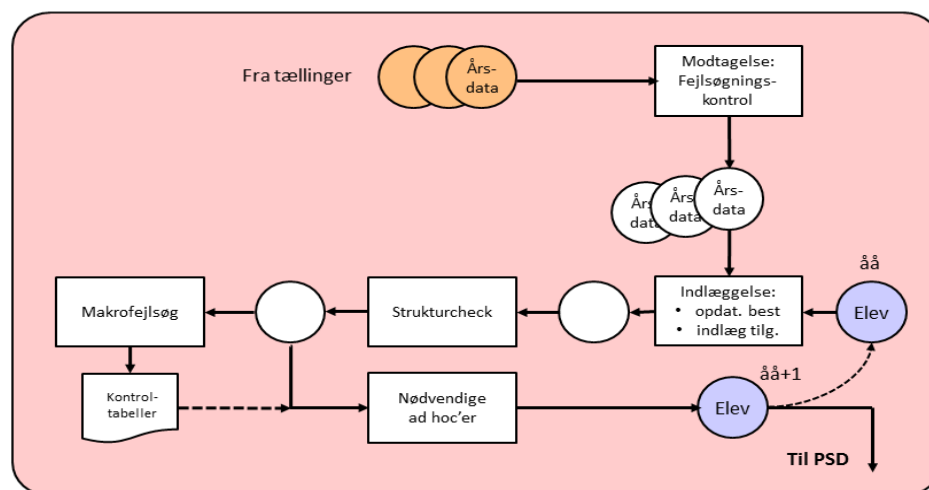 Fra tællinger
Års-
data
Modtagelse:
Fejlsøgnings-
kontrol
Års
data
Års
data
Års-
data
åå
Makrofejlsøg
Strukturcheck
Indlæggelse:
• opdat. best
• indlæg tilg.
Elev
åå+1
Kontrol-
tabeller
Nødvendige
ad hoc’er
Elev
Til PSD